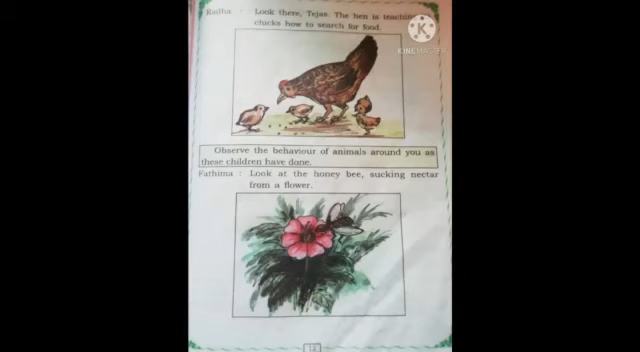 Radha : Look there, Tejas. The hen is teaching
chicks how to search for food.
Observe the behaviour of animals around you as
these children have done.
Fathima : Look at the honey bee, sucking nectar
from a flower.
K
KINEMASTER